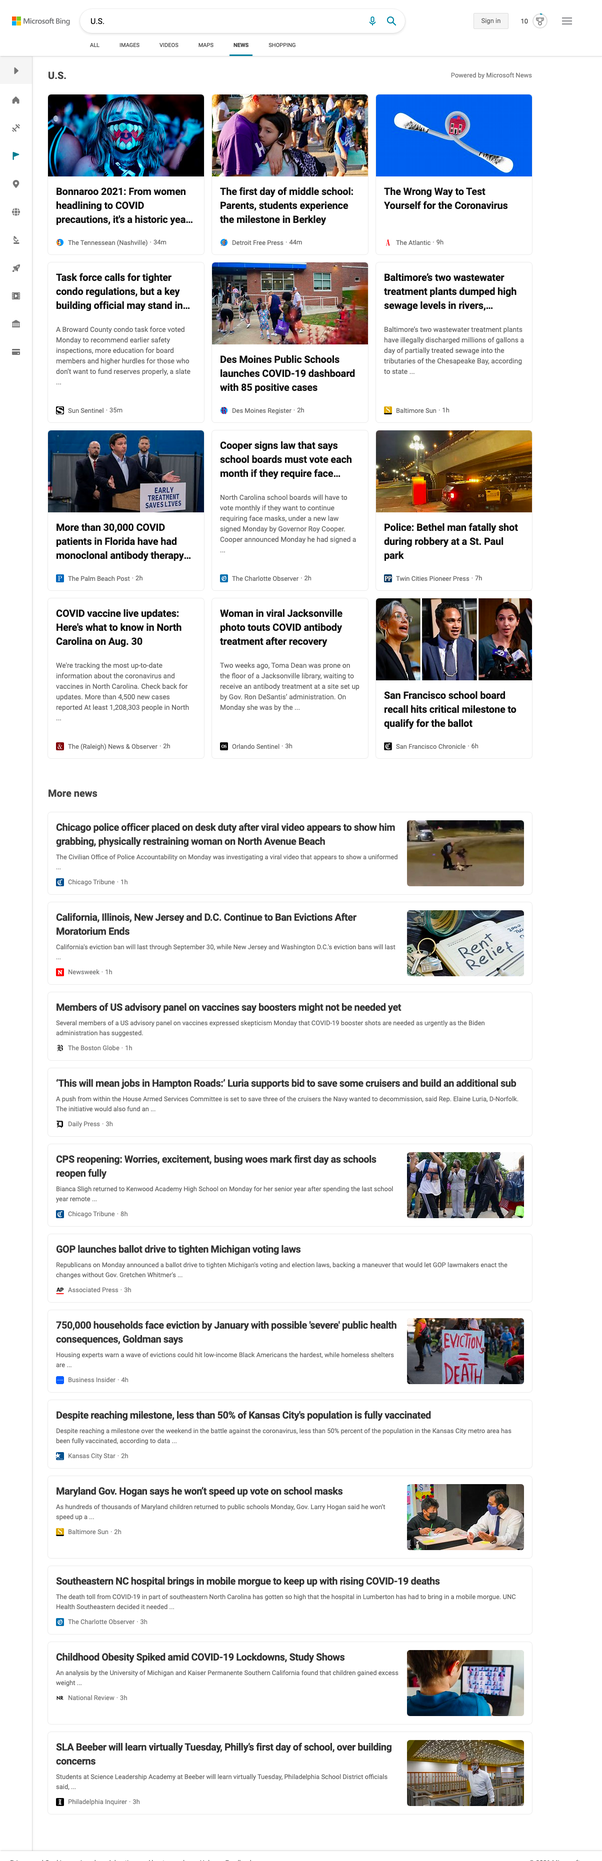 Microsoft Bing
U.S.
Sign in
10
ALL IMAGES VIDEOS MAPS NEWS SHOPPING
U.S.
Powered by Microsoft News
Bonnaroo 2021: From women
headlining to COVID
precautions, it's a historic yea...
The Tennessean (Nashville) · 34m
The first day of middle school:
Parents, students experience
the milestone in Berkley
Detroit Free Press · 44m
The Wrong Way to Test
Yourself for the Coronavirus
The Atlantic · 9h
Task force calls for tighter
condo regulations, but a key
building official may stand in...
A Broward County condo task force voted
Monday to recommend earlier safety
inspections, more education for board
members and higher hurdles for those who
don't want to fund reserves properly, a slate
...
Sun Sentinel · 35m
Des Moines Public Schools
launches COVID-19 dashboard
with 85 positive cases
Des Moines Register · 2h
Baltimore's two wastewater
treatment plants dumped high
sewage levels in rivers,...
Baltimore's two wastewater treatment plants
have illegally discharged millions of gallons a
day of partially treated sewage into the
tributaries of the Chesapeake Bay, according
to state ...
Baltimore Sun · 1h
EARLY
TREATMENT
SAVES LIVES
More than 30,000 COVID
patients in Florida have had
monoclonal antibody therapy...
The Palm Beach Post · 2h
Cooper signs law that says
school boards must vote each
month if they require face...
North Carolina school boards will have to
vote monthly if they want to continue
requiring face masks, under a new law
signed Monday by Governor Roy Cooper.
Cooper announced Monday he had signed a
...
The Charlotte Observer · 2h
Police: Bethel man fatally shot
during robbery at a St. Paul
park
Twin Cities Pioneer Press · 7h
COVID vaccine live updates:
Here's what to know in North
Carolina on Aug. 30
We're tracking the most up-to-date
information about the coronavirus and
vaccines in North Carolina. Check back for
updates. More than 4,500 new cases
reported At least 1,208,303 people in North
...
The (Raleigh) News & Observer · 2h
Woman in viral Jacksonville
photo touts COVID antibody
treatment after recovery
Two weeks ago, Toma Dean was prone on
the floor of a Jacksonville library, waiting to
receive an antibody treatment at a site set up
by Gov. Ron DeSantis' administration. On
Monday she was by the ...
Orlando Sentinel · 3h
San Francisco school board
recall hits critical milestone to
qualify for the ballot
San Francisco Chronicle · 6h
More news
Chicago police officer placed on desk duty after viral video appears to show him
grabbing, physically restraining woman on North Avenue Beach
The Civilian Office of Police Accountability on Monday was investigating a viral video that appears to show a uniformed
...
Chicago Tribune · 1h
California, Illinois, New Jersey and D.C. Continue to Ban Evictions After
Moratorium Ends
California's eviction ban will last through September 30, while New Jersey and Washington D.C.'s eviction bans will last
...
Newsweek · 1h
Rent
Relief
Members of US advisory panel on vaccines say boosters might not be needed yet
Several members of a US advisory panel on vaccines expressed skepticism Monday that COVID-19 booster shots are needed as urgently as the Biden
administration has suggested.
The Boston Globe · 1h
'This will mean jobs in Hampton Roads:' Luria supports bid to save some cruisers and build an additional sub
A push from within the House Armed Services Committee is set to save three of the cruisers the Navy wanted to decommission, said Rep. Elaine Luria, D-Norfolk.
The initiative would also fund an ...
Daily Press · 3h
CPS reopening: Worries, excitement, busing woes mark first day as schools
reopen fully
Bianca Sligh returned to Kenwood Academy High School on Monday for her senior year after spending the last school
year remote ...
Chicago Tribune · 8h
GOP launches ballot drive to tighten Michigan voting laws
Republicans on Monday announced a ballot drive to tighten Michigan's voting and election laws, backing a maneuver that would let GOP lawmakers enact the
changes without Gov. Gretchen Whitmer's ...
AP Associated Press · 3h
750,000 households face eviction by January with possible 'severe' public health
consequences, Goldman says
Housing experts warn a wave of evictions could hit low-income Black Americans the hardest, while homeless shelters
are ...
Business Insider · 4h
EVICTION
=
DEATH
Despite reaching milestone, less than 50% of Kansas City's population is fully vaccinated
Despite reaching a milestone over the weekend in the battle against the coronavirus, less than 50% percent of the population in the Kansas City metro area has
been fully vaccinated, according to data ...
Kansas City Star · 2h
Maryland Gov. Hogan says he won't speed up vote on school masks
As hundreds of thousands of Maryland children returned to public schools Monday, Gov. Larry Hogan said he won't
speed up a ...
Baltimore Sun · 2h
Southeastern NC hospital brings in mobile morgue to keep up with rising COVID-19 deaths
The death toll from COVID-19 in part of southeastern North Carolina has gotten so high that the hospital in Lumberton has had to bring in a mobile morgue. UNC
Health Southeastern decided it needed ...
The Charlotte Observer · 3h
Childhood Obesity Spiked amid COVID-19 Lockdowns, Study Shows
An analysis by the University of Michigan and Kaiser Permanente Southern California found that children gained excess
weight ...
NR National Review · 3h
SLA Beeber will learn virtually Tuesday, Philly's first day of school, over building
concerns
Students at Science Leadership Academy at Beeber will learn virtually Tuesday, Philadelphia School District officials
said, ...
Philadelphia Inquirer · 3h